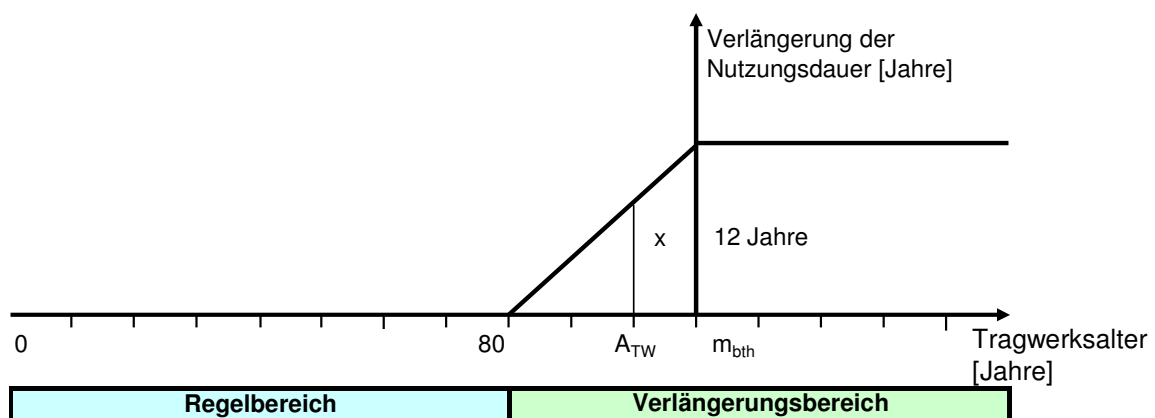 Verlängerung der
Nutzungsdauer [Jahre]
x
12 Jahre
0
80
A_TW
m_bth
Tragwerksalter
[Jahre]
Regelbereich
Verlängerungsbereich